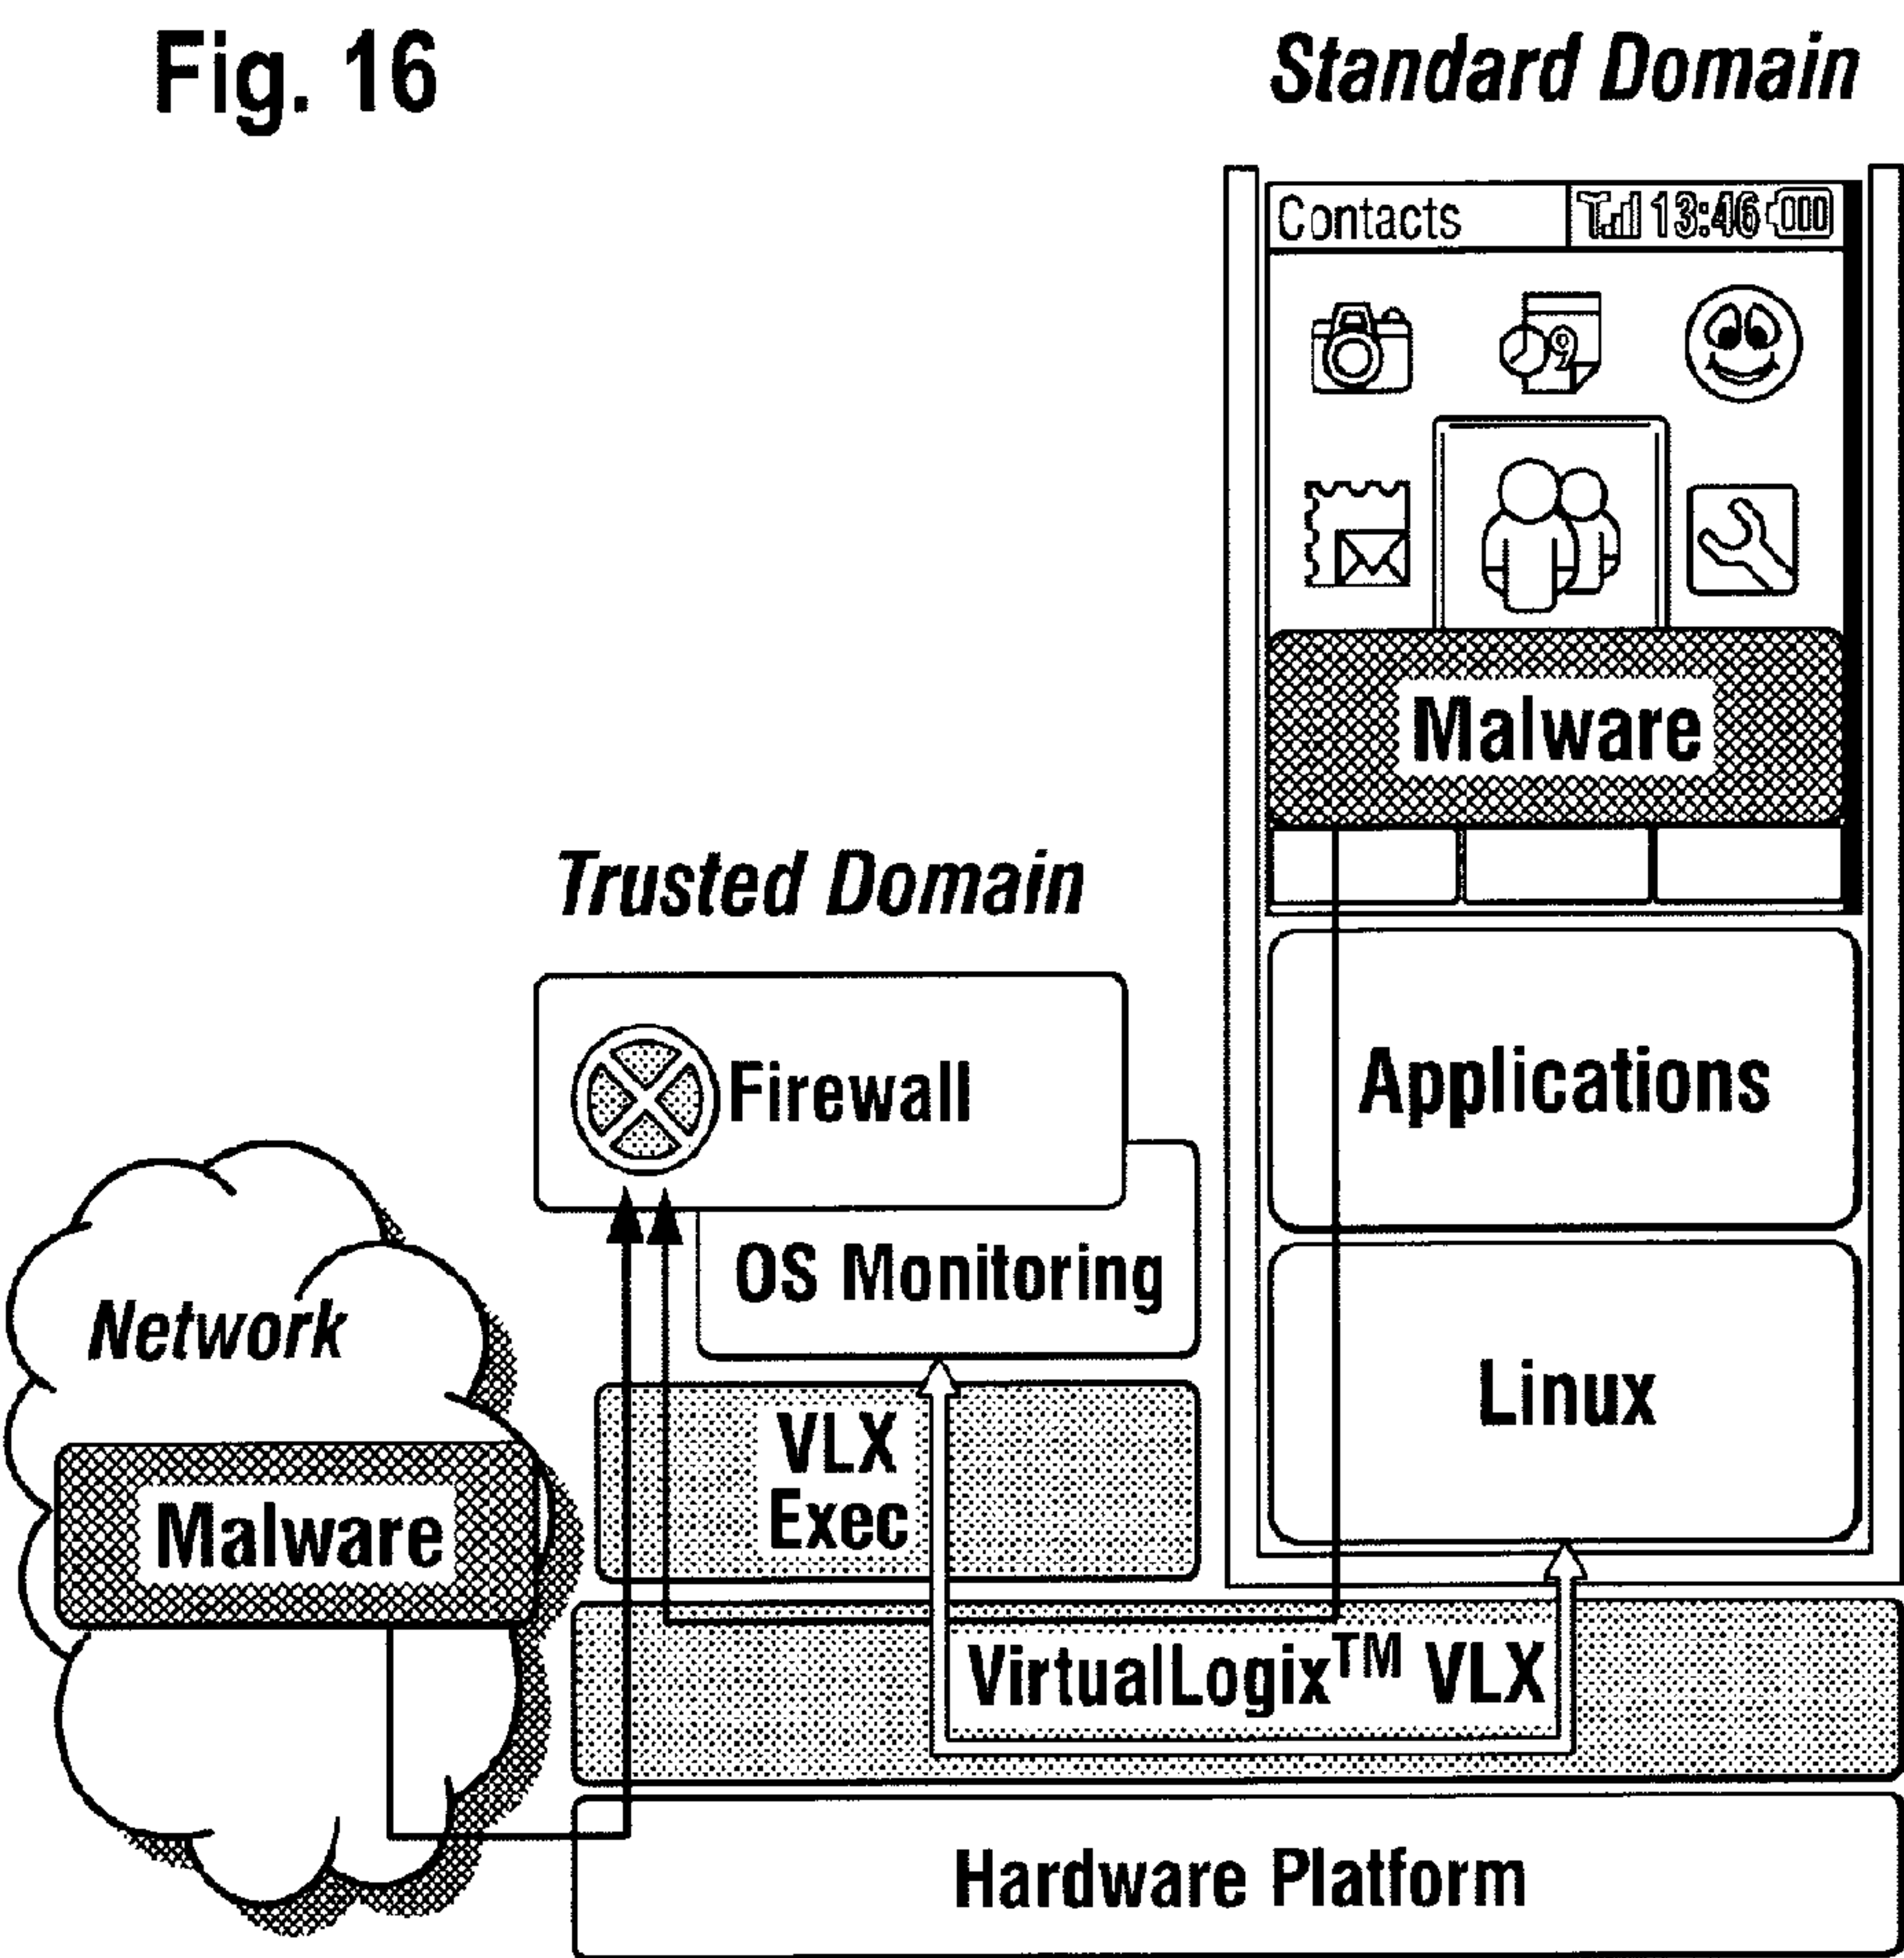 Fig. 16
Standard Domain
Contacts
13:46
9
Malware
Trusted Domain
Firewall
Applications
OS Monitoring
Network
Linux
VLX
Exec
Malware
VirtualLogix™ VLX
Hardware Platform